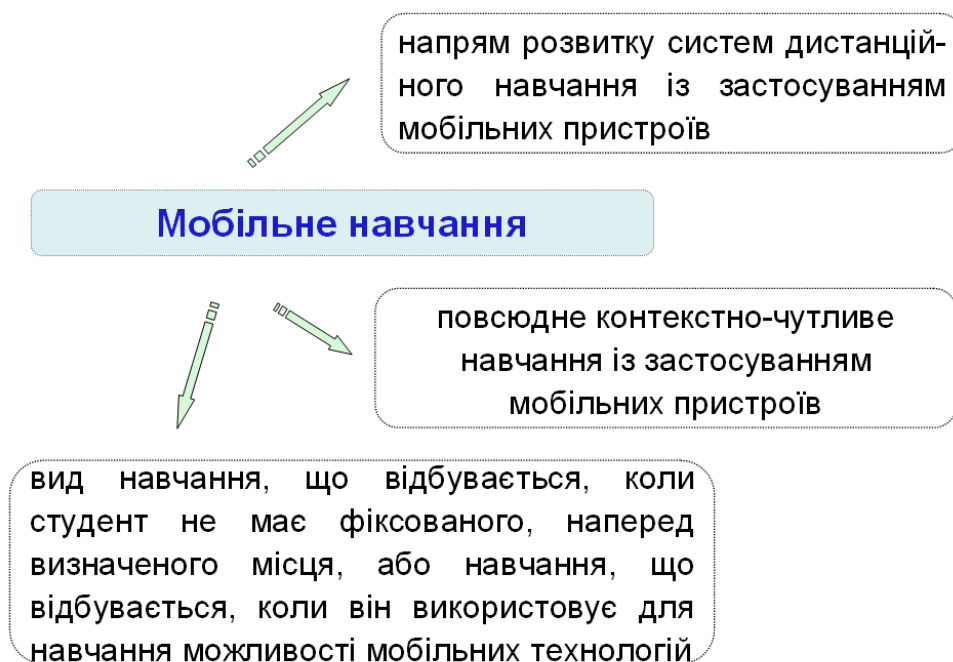 напрям розвитку систем дистанцій-
ного навчання із застосуванням
мобільних пристроїв
Мобільне навчання
повсюдне контекстно-чутливе
навчання із застосуванням
мобільних пристроїв
вид навчання, що відбувається, коли
студент не має фіксованого, наперед
визначеного місця, або навчання, що
відбувається, коли він використовує для
навчання можливості мобільних технологій